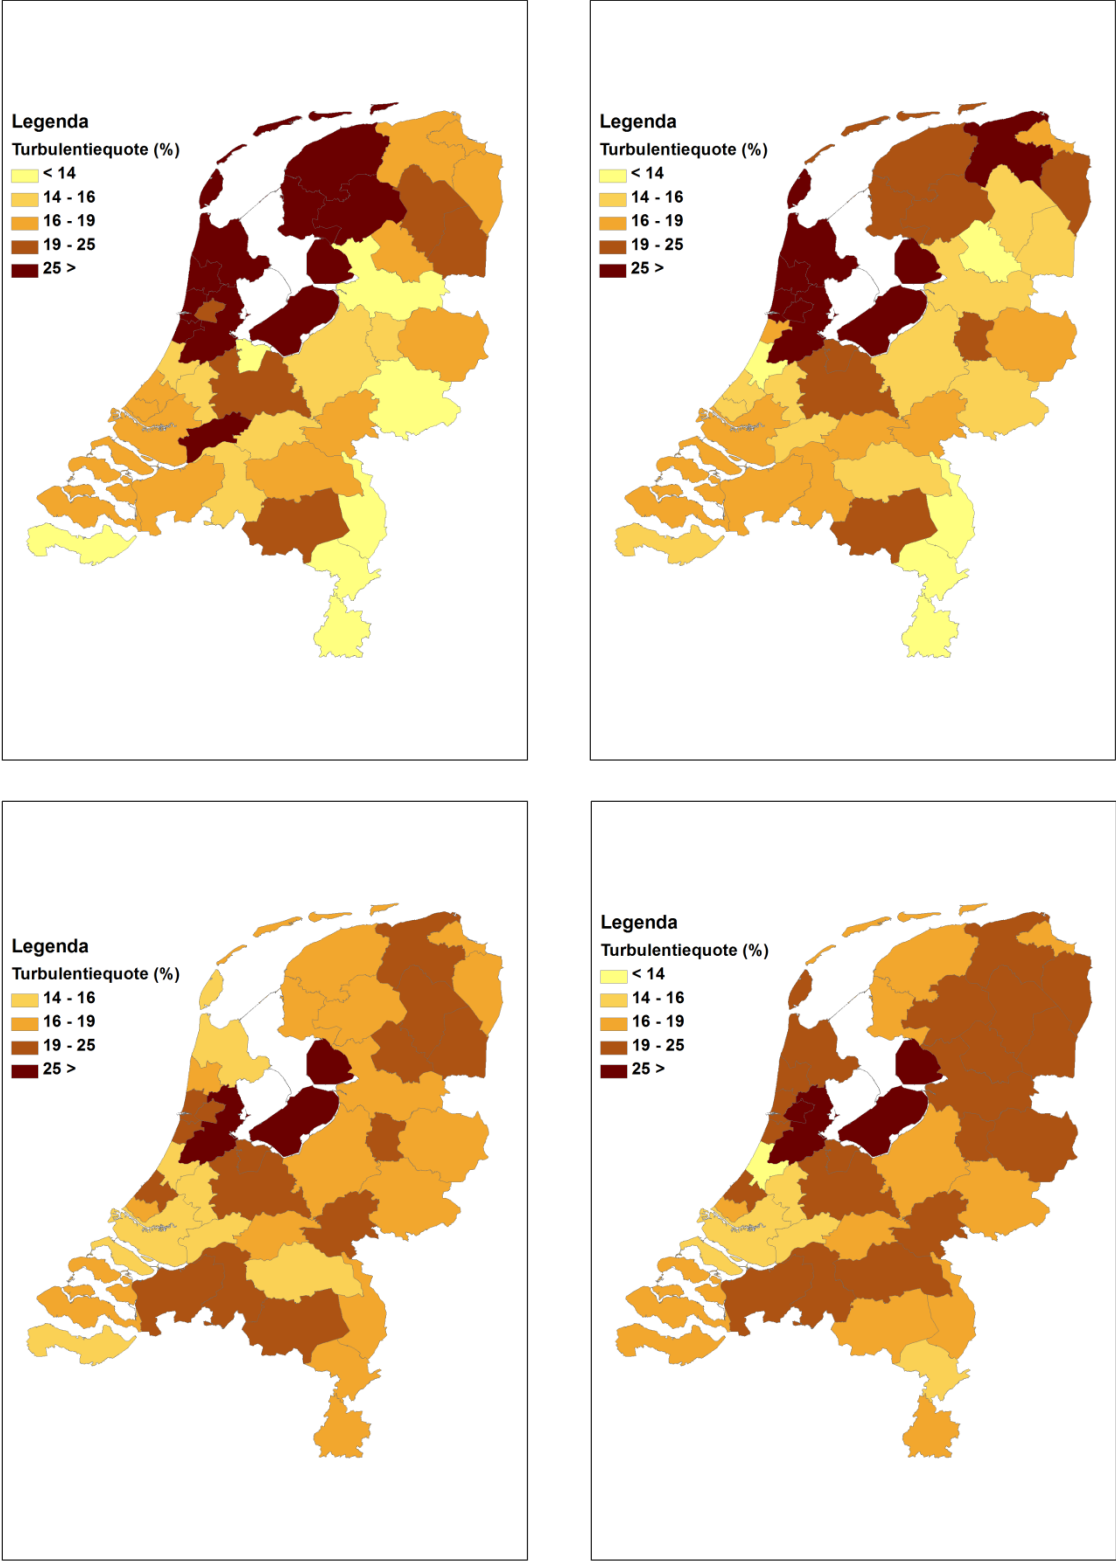 Legenda
Turbulentiequote (%)
< 14
14 - 16
16 - 19
19 - 25
25 >
Legenda
Turbulentiequote (%)
< 14
14 - 16
16 - 19
19 - 25
25 >
Legenda
Turbulentiequote (%)
14 - 16
16 - 19
19 - 25
25 >
Legenda
Turbulentiequote (%)
< 14
14 - 16
16 - 19
19 - 25
25 >